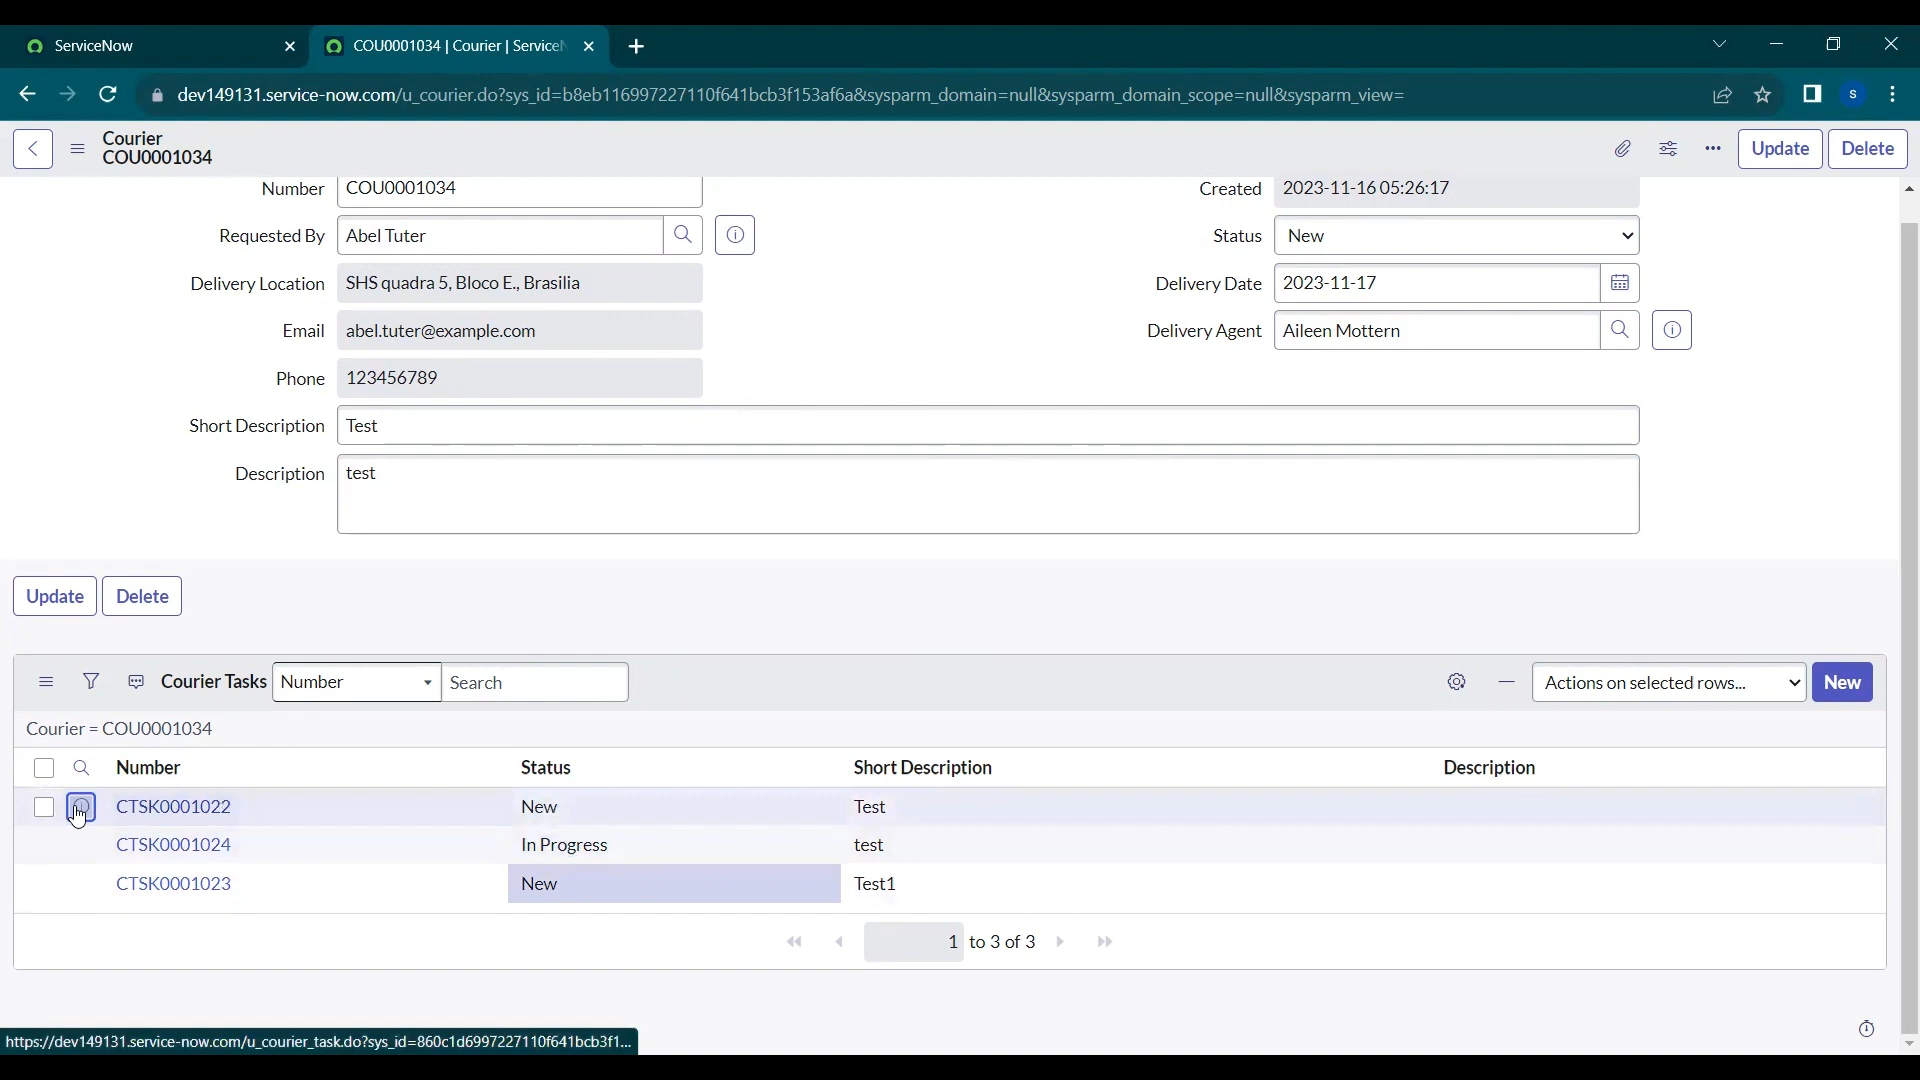 ServiceNow
COU0001034 | Courier | Service
dev149131.service-now.com/u_courier.do?sys_id=b8eb116997227110f641bcb3f153af6a&sysparm_domain=null&sysparm_domain_scope=null&sysparm_view=
S
Courier
COU0001034
Update
Delete
Number COU0001034
Created 2023-11-16 05:26:17
Requested By Abel Tuter
Status New
Delivery Location SHS quadra 5, Bloco E., Brasilia
Delivery Date 2023-11-17
Email abel.tuter@example.com
Delivery Agent Aileen Mottern
Phone 123456789
Short Description Test
Description test
Update Delete
Courier Tasks Number Search Actions on selected rows... New
Courier = COU0001034
Number Status Short Description Description
CTSK0001022 New Test
CTSK0001024 In Progress test
CTSK0001023 New Test1
1 to 3 of 3
https://dev149131.service-now.com/u_courier_task.do?sys_id=860c1d6997227110f641bcb3f1...